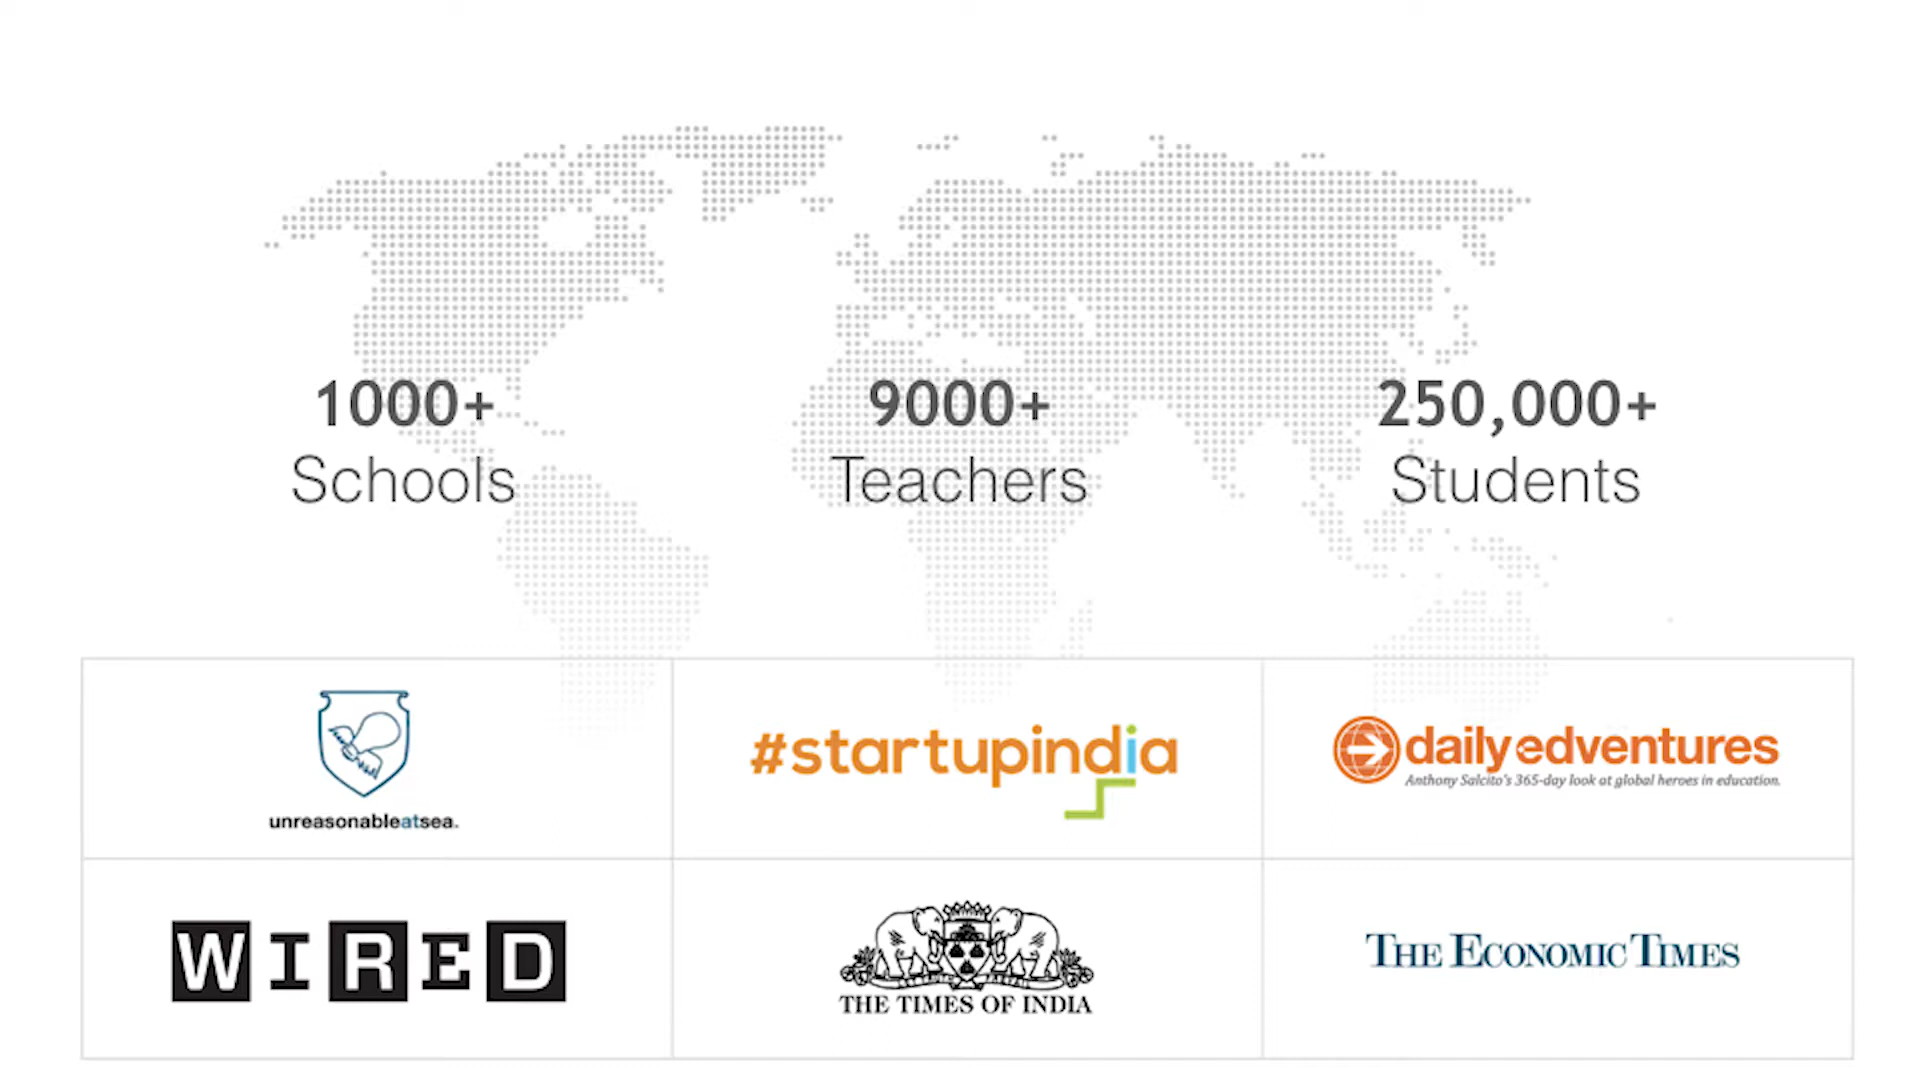 1000+
Schools
9000+
Teachers
250,000+
Students
unreasonableatsea.
#startupindia
dailyedventures
Anthony Salcito's 365-day look at global heroes in education.
WIRED
THE TIMES OF INDIA
THE ECONOMIC TIMES